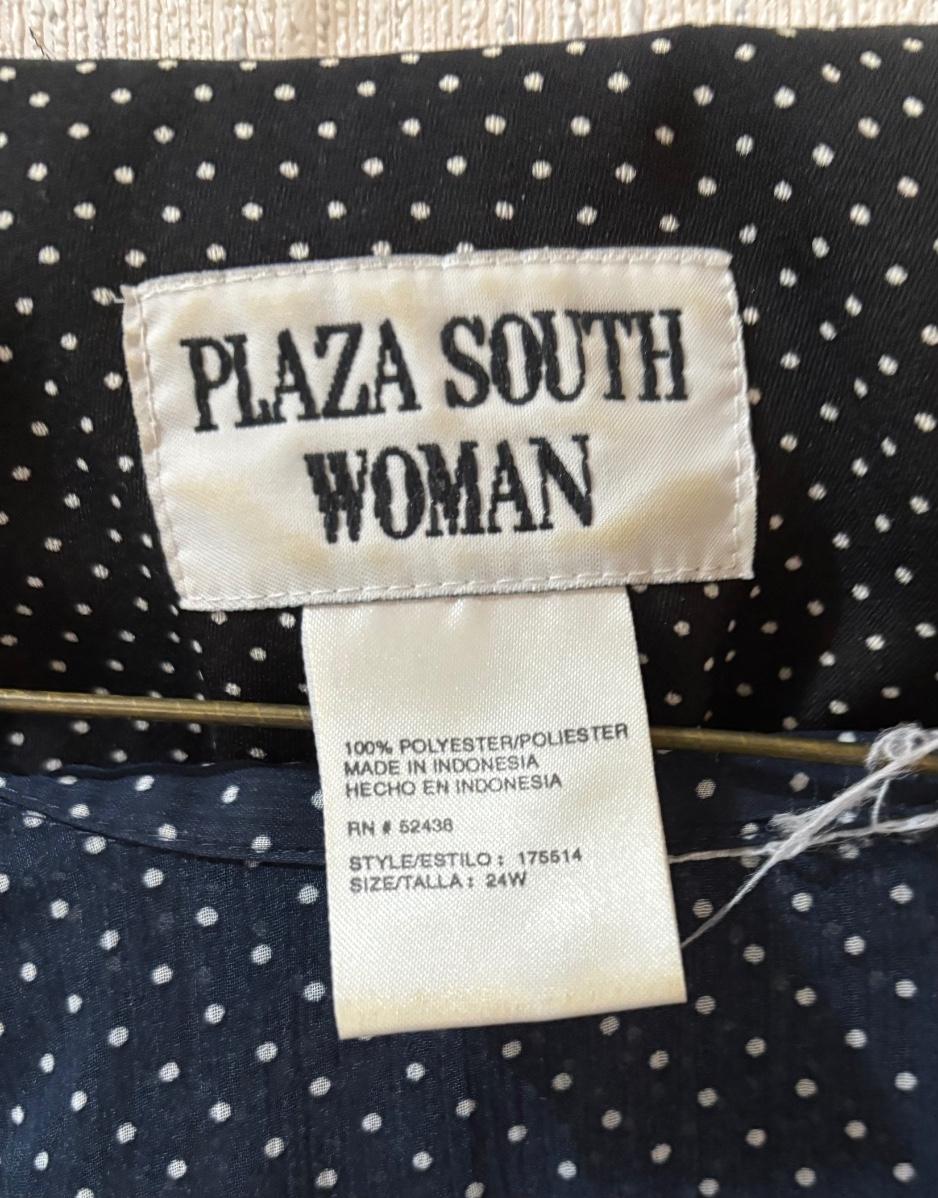 PLAZA SOUTH
WOMAN
100% POLYESTER/POLIESTER
MADE IN INDONESIA
HECHO EN INDONESIA
RN # 52438
STYLE/ESTILO : 175514
SIZE/TALLA : 24W